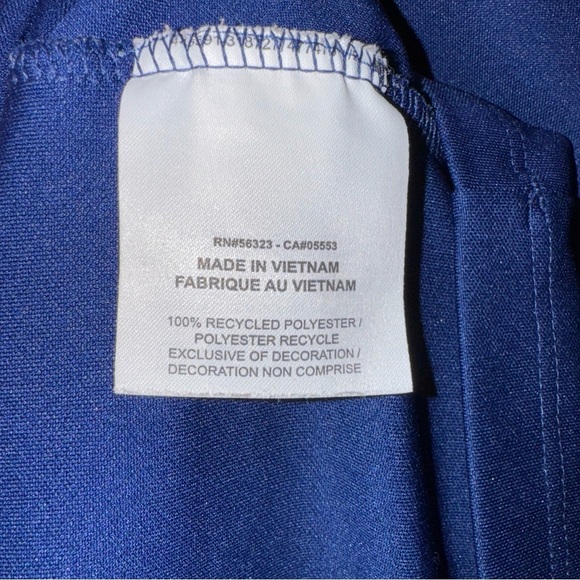 RN#56323 - CA#05553
MADE IN VIETNAM
FABRIQUE AU VIETNAM
100% RECYCLED POLYESTER /
POLYESTER RECYCLE
EXCLUSIVE OF DECORATION /
DECORATION NON COMPRISE